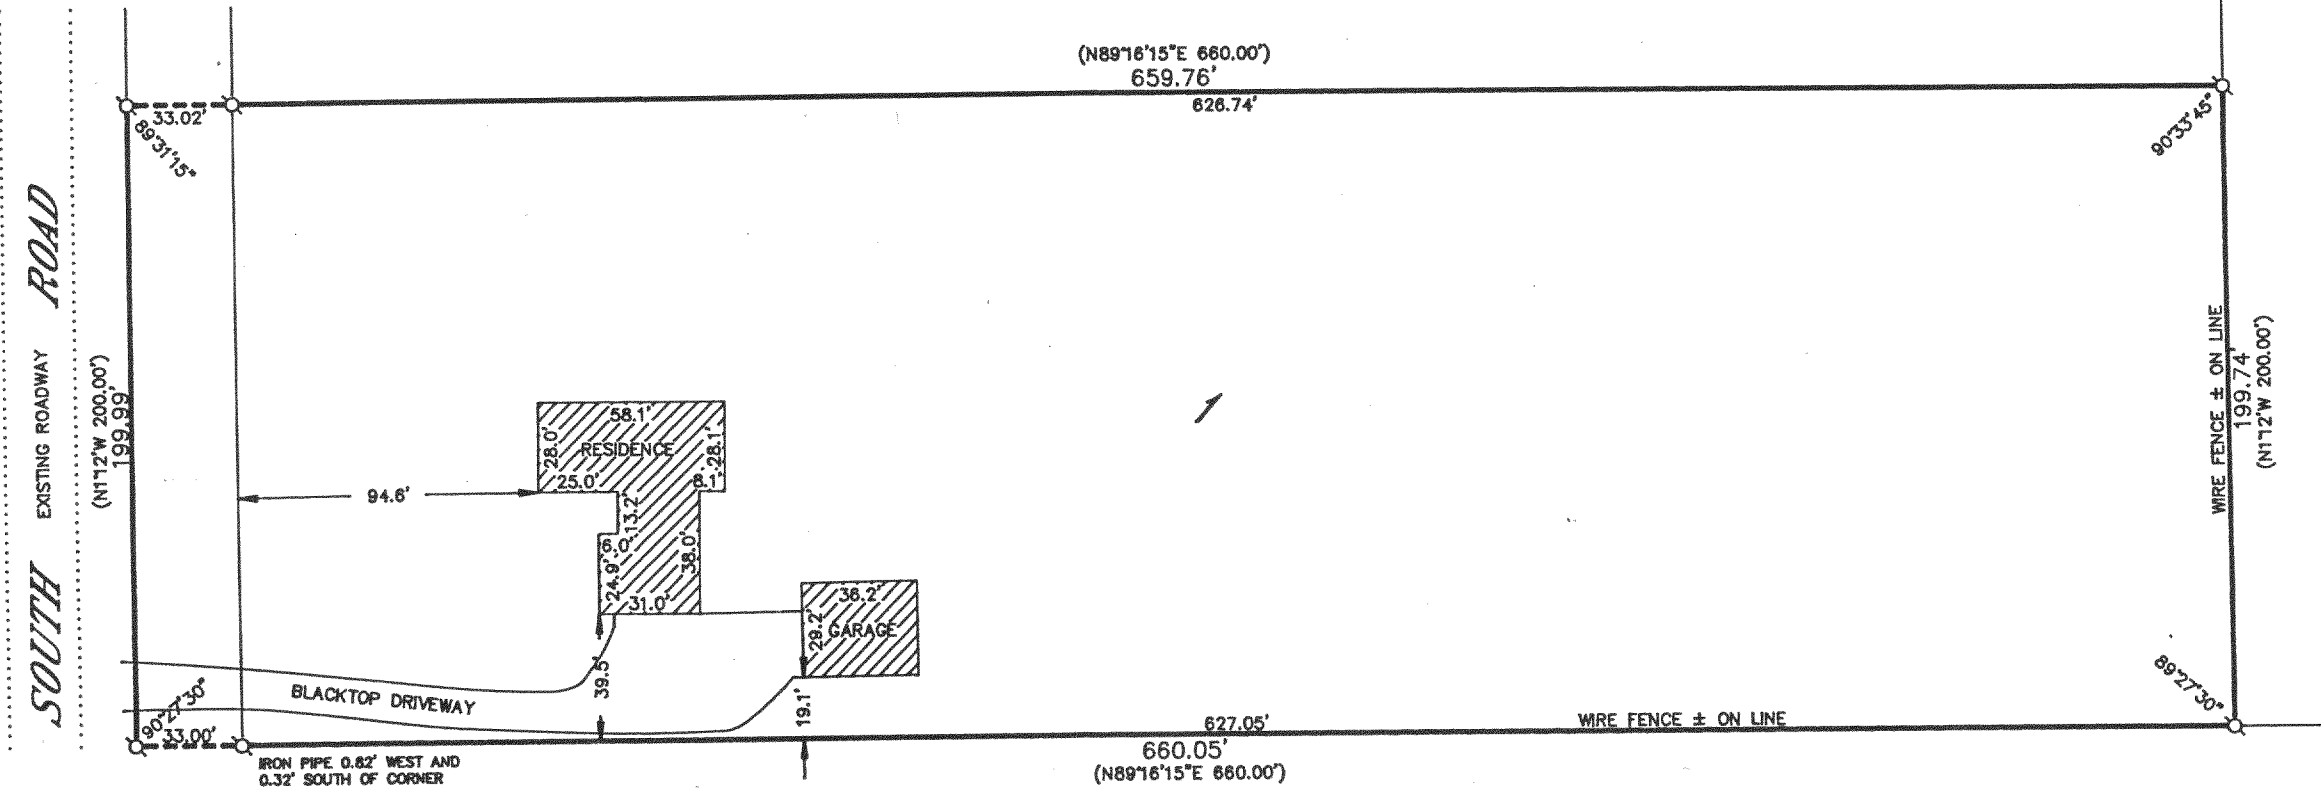 (N89°16'15"E 660.00')
659.76'
626.74'
33.02'
89°31'15"
90°33'45"
SOUTH ROAD
EXISTING ROADWAY
(N1°12'W 200.00')
199.99'
58.1'
RESIDENCE
28.0'
28.1'
25.0'
8.1'
94.6'
13.2'
6.0'
38.0'
24.9'
31.0'
1
36.2'
29.2'
GARAGE
39.5'
19.1'
BLACKTOP DRIVEWAY
WIRE FENCE ± ON LINE
199.74'
(N1°12'W 200.00')
90°27'30"
33.00'
89°27'30"
627.05'
WIRE FENCE ± ON LINE
660.05'
(N89°16'15"E 660.00')
IRON PIPE 0.62' WEST AND
0.32' SOUTH OF CORNER